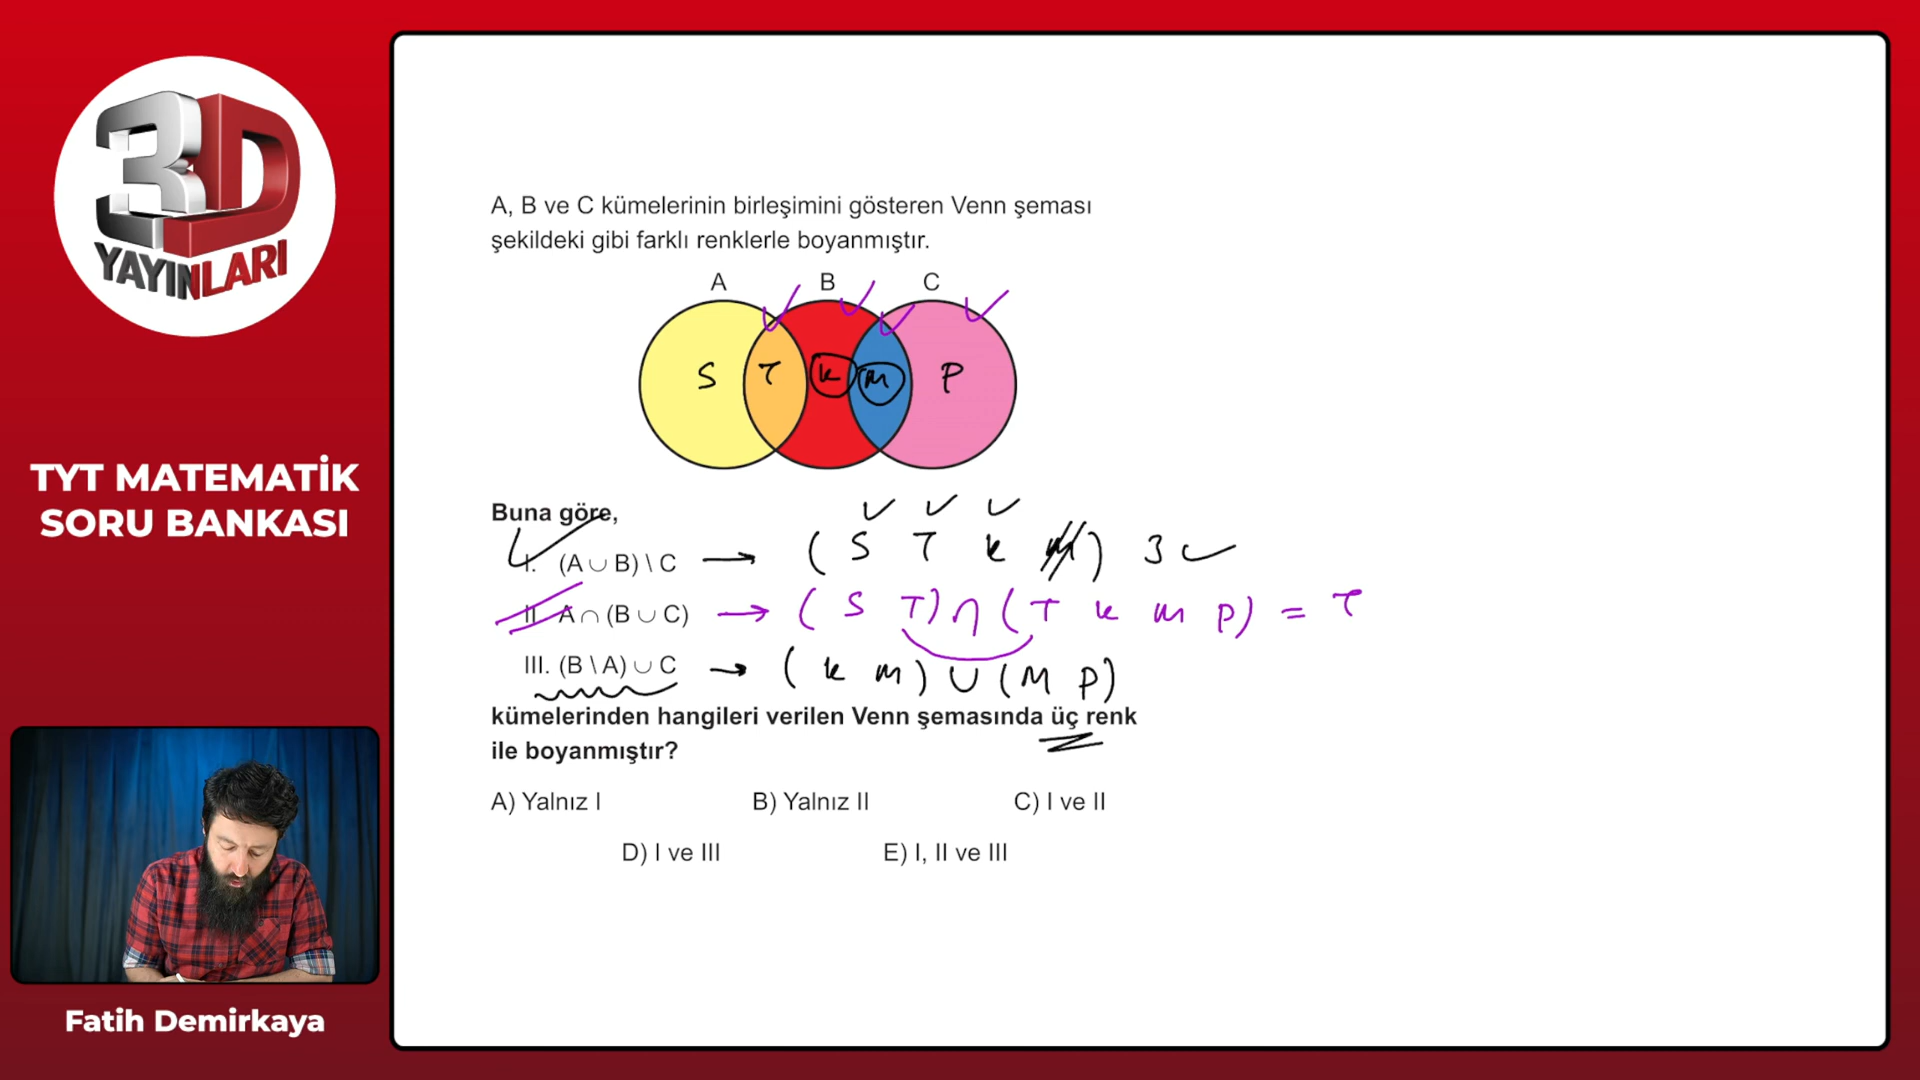 3D
YAYINLARI
TYT MATEMATİK
SORU BANKASI
Fatih Demirkaya
A, B ve C kümelerinin birleşimini gösteren Venn şeması
şekildeki gibi farklı renklerle boyanmıştır.
A B C
S T K M P
Buna göre,
I. (A ∪ B) \ C → (S T K M) 3
II. A ∩ (B ∪ C) → (S T) ∩ (T K M P) = T
III. (B \ A) ∪ C → (K M) ∪ (M P)
kümelerinden hangileri verilen Venn şemasında üç renk
ile boyanmıştır?
A) Yalnız I B) Yalnız II C) I ve II
D) I ve III E) I, II ve III